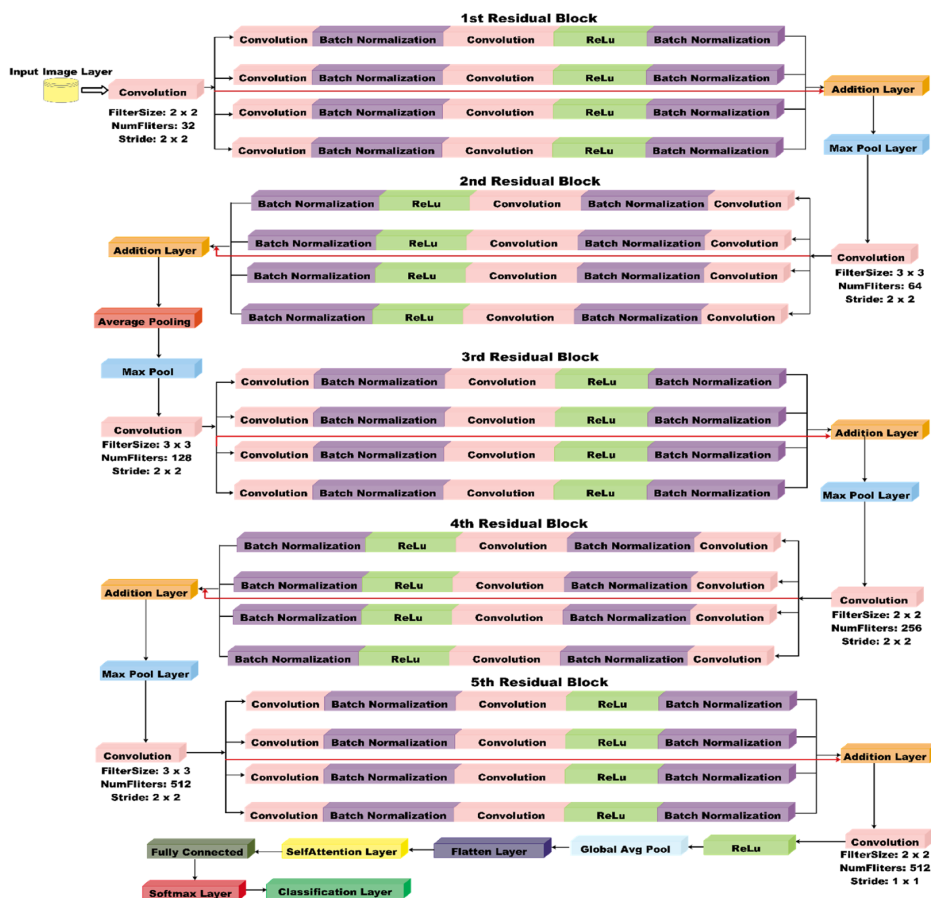 1st Residual Block
Convolution Batch Normalization Convolution ReLu Batch Normalization
Input Image Layer
Convolution
FilterSize: 2 x 2
NumFliters: 32
Stride: 2 x 2
Convolution Batch Normalization Convolution ReLu Batch Normalization
Convolution Batch Normalization Convolution ReLu Batch Normalization
Convolution Batch Normalization Convolution ReLu Batch Normalization
Addition Layer
Max Pool Layer
2nd Residual Block
Batch Normalization ReLu Convolution Batch Normalization Convolution
Batch Normalization ReLu Convolution Batch Normalization Convolution
Batch Normalization ReLu Convolution Batch Normalization Convolution
Batch Normalization ReLu Convolution Batch Normalization Convolution
Convolution
FilterSize: 3 x 3
NumFliters: 64
Stride: 2 x 2
Addition Layer
Average Pooling
Max Pool
3rd Residual Block
Convolution
FilterSize: 3 x 3
NumFliters: 128
Stride: 2 x 2
Convolution Batch Normalization Convolution ReLu Batch Normalization
Convolution Batch Normalization Convolution ReLu Batch Normalization
Convolution Batch Normalization Convolution ReLu Batch Normalization
Convolution Batch Normalization Convolution ReLu Batch Normalization
Addition Layer
Max Pool Layer
4th Residual Block
Batch Normalization ReLu Convolution Batch Normalization Convolution
Batch Normalization ReLu Convolution Batch Normalization Convolution
Batch Normalization ReLu Convolution Batch Normalization Convolution
Batch Normalization ReLu Convolution Batch Normalization Convolution
Convolution
FilterSize: 2 x 2
NumFliters: 256
Stride: 2 x 2
Addition Layer
Max Pool Layer
5th Residual Block
Convolution
FilterSize: 3 x 3
NumFliters: 512
Stride: 2 x 2
Convolution Batch Normalization Convolution ReLu Batch Normalization
Convolution Batch Normalization Convolution ReLu Batch Normalization
Convolution Batch Normalization Convolution ReLu Batch Normalization
Convolution Batch Normalization Convolution ReLu Batch Normalization
Addition Layer
Convolution
FilterSize: 2 x 2
NumFliters: 512
Stride: 1 x 1
Fully Connected SelfAttention Layer Flatten Layer Global Avg Pool ReLu
Softmax Layer Classification Layer